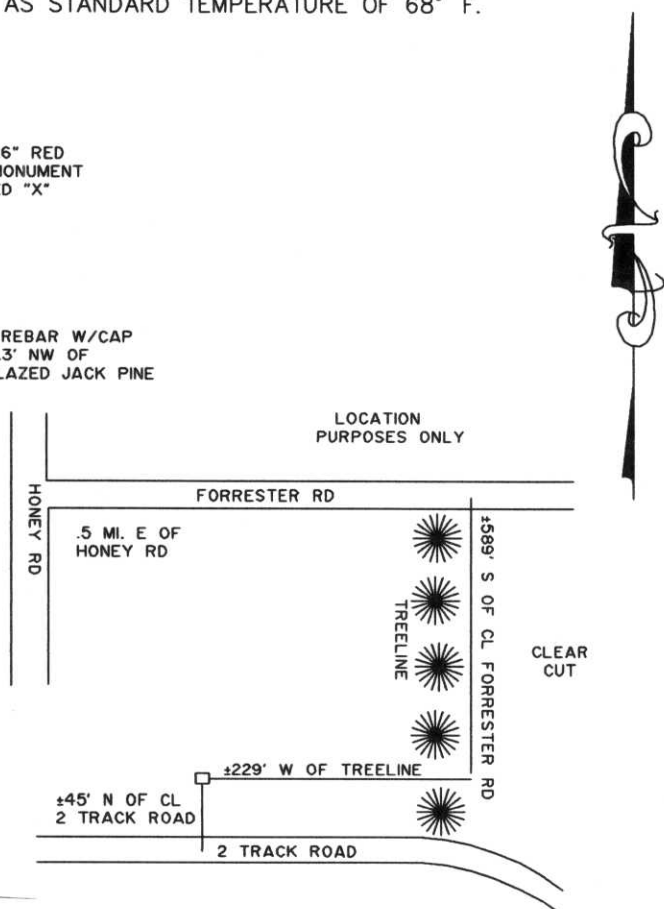 AS STANDARD TEMPERATURE OF 68° F.
6" RED
MONUMENT
ED "X"
REBAR W/CAP
.3' NW OF
LAZED JACK PINE
LOCATION
PURPOSES ONLY
HONEY RD
FORRESTER RD
.5 MI. E OF
HONEY RD
TREELINE
±589' S OF CL FORRESTER RD
CLEAR
CUT
±229' W OF TREELINE
±45' N OF CL
2 TRACK ROAD
2 TRACK ROAD